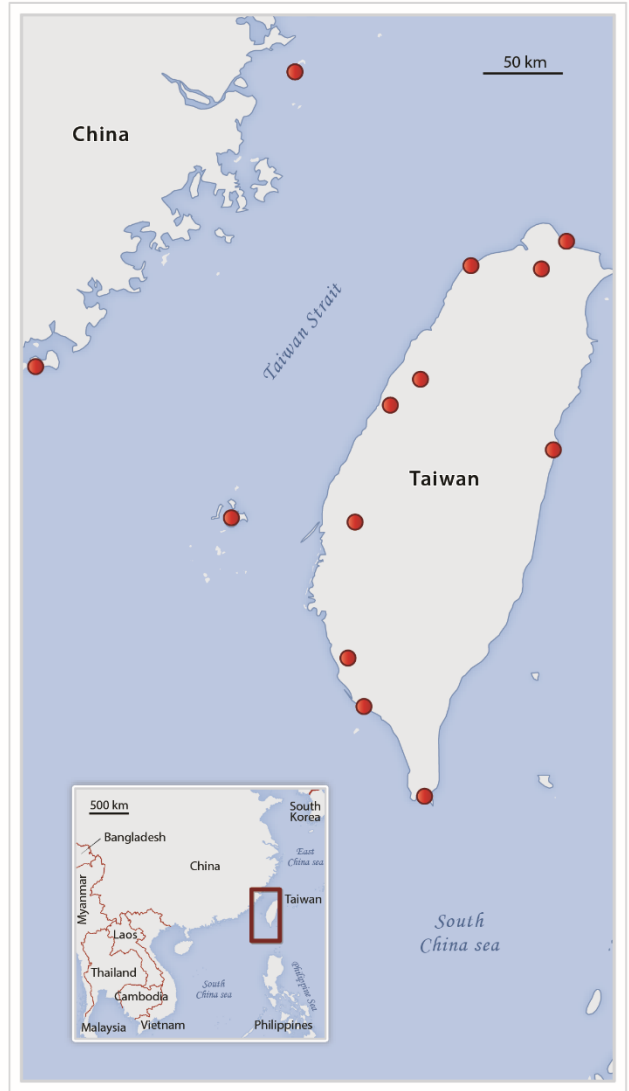 50 km
China
Taiwan Strait
Taiwan
500 km
South
Korea
Bangladesh
East
China sea
China
Myanmar
Taiwan
Laos
Thailand
South
China sea
Philippine Sea
Cambodia
Malaysia
Vietnam
Philippines
South
China sea